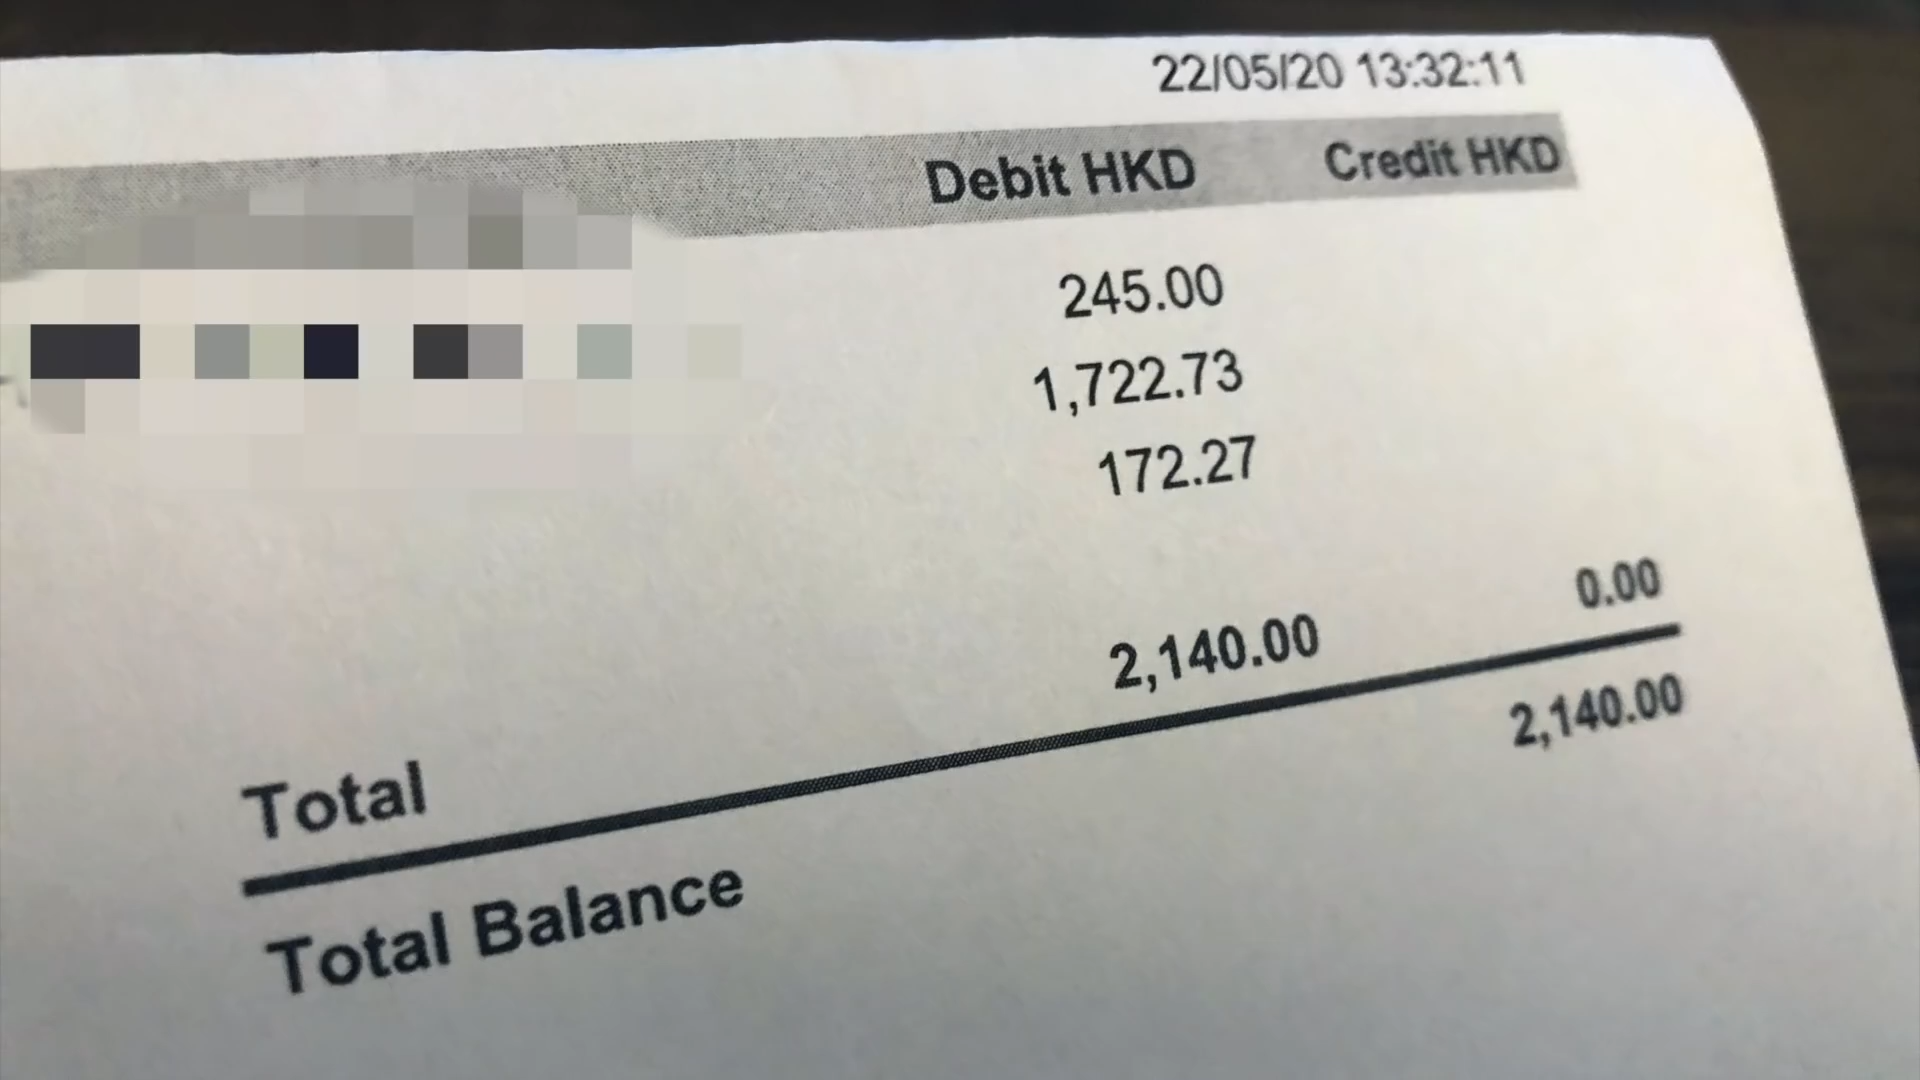 22/05/20 13:32:11
Debit HKD Credit HKD
245.00
1,722.73
172.27
Total 2,140.00 0.00
Total Balance 2,140.00